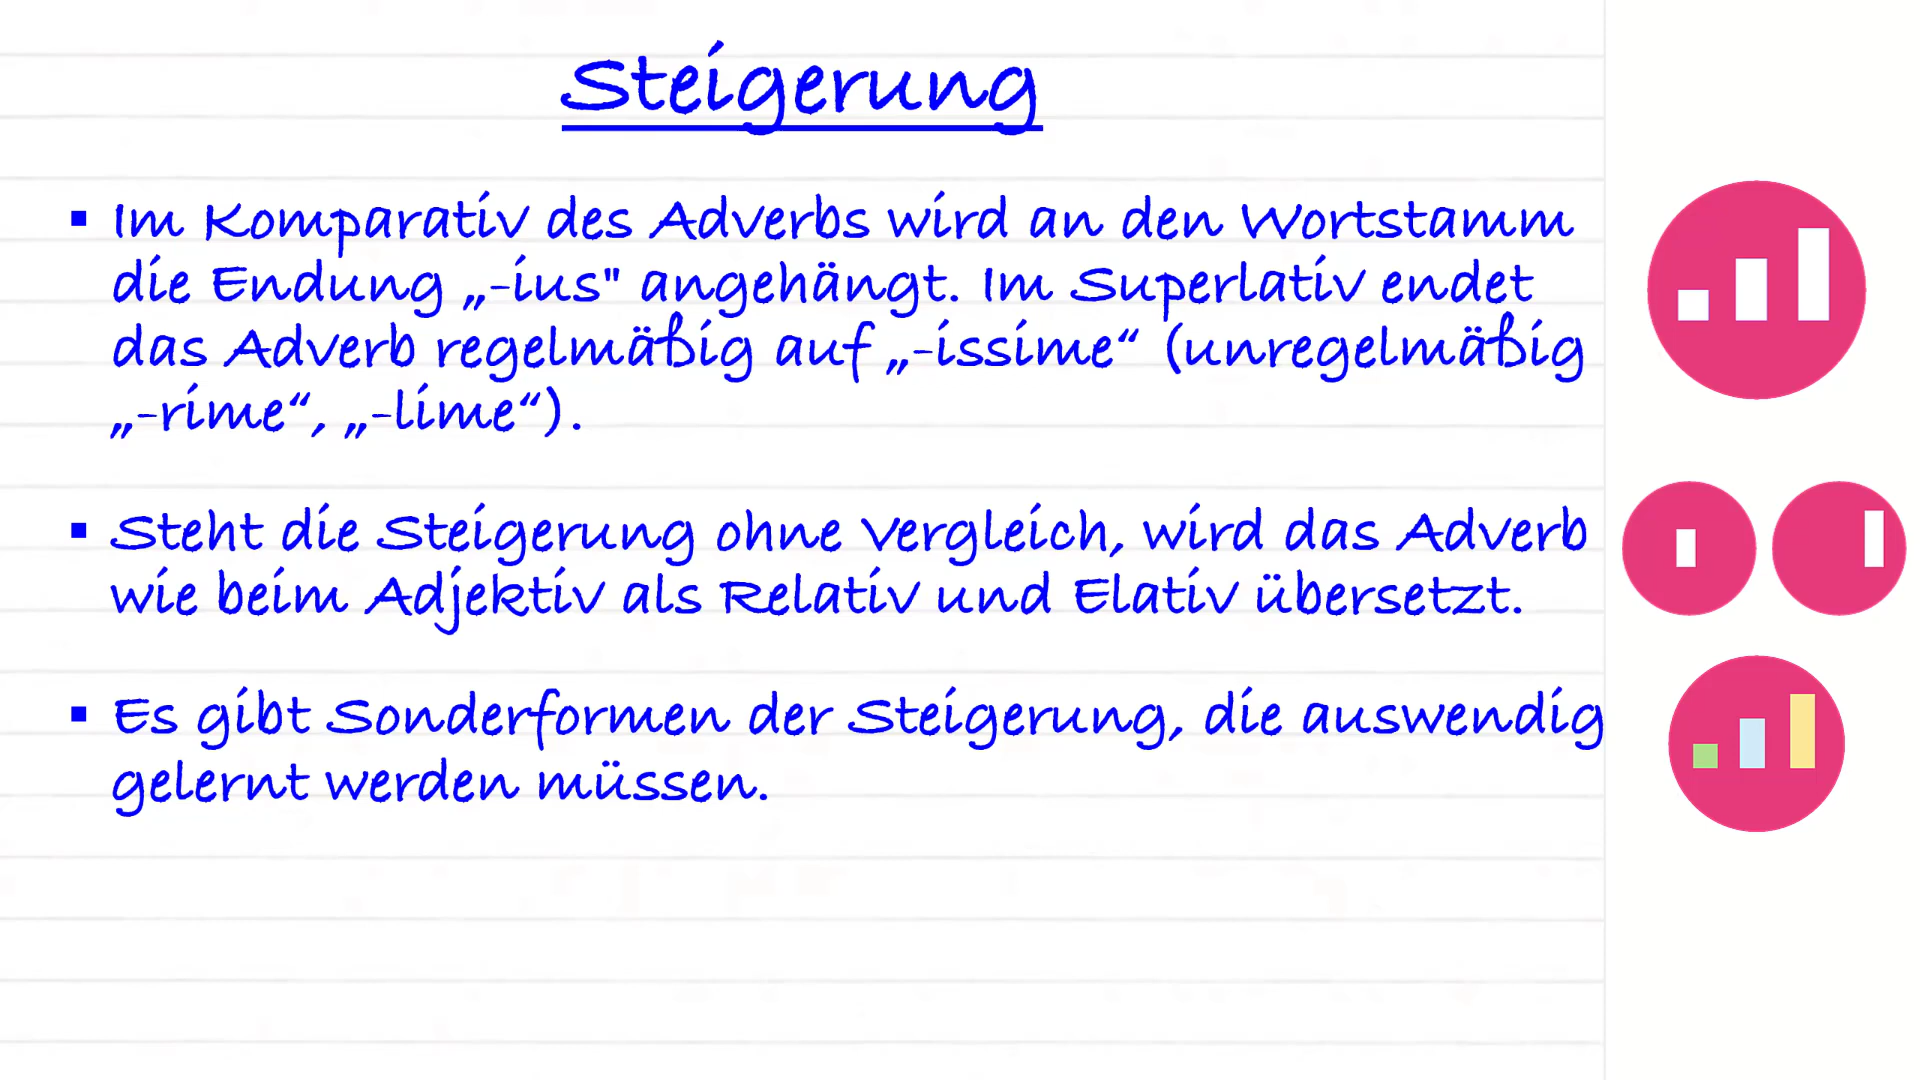 Steigerung
▪ Im Komparativ des Adverbs wird an den Wortstamm
die Endung „-ius" angehängt. Im Superlativ endet
das Adverb regelmäßig auf „-issime“ (unregelmäßig
„-rime“, „-lime“).
▪ Steht die Steigerung ohne Vergleich, wird das Adverb
wie beim Adjektiv als Relativ und Elativ übersetzt.
▪ Es gibt Sonderformen der Steigerung, die auswendig
gelernt werden müssen.